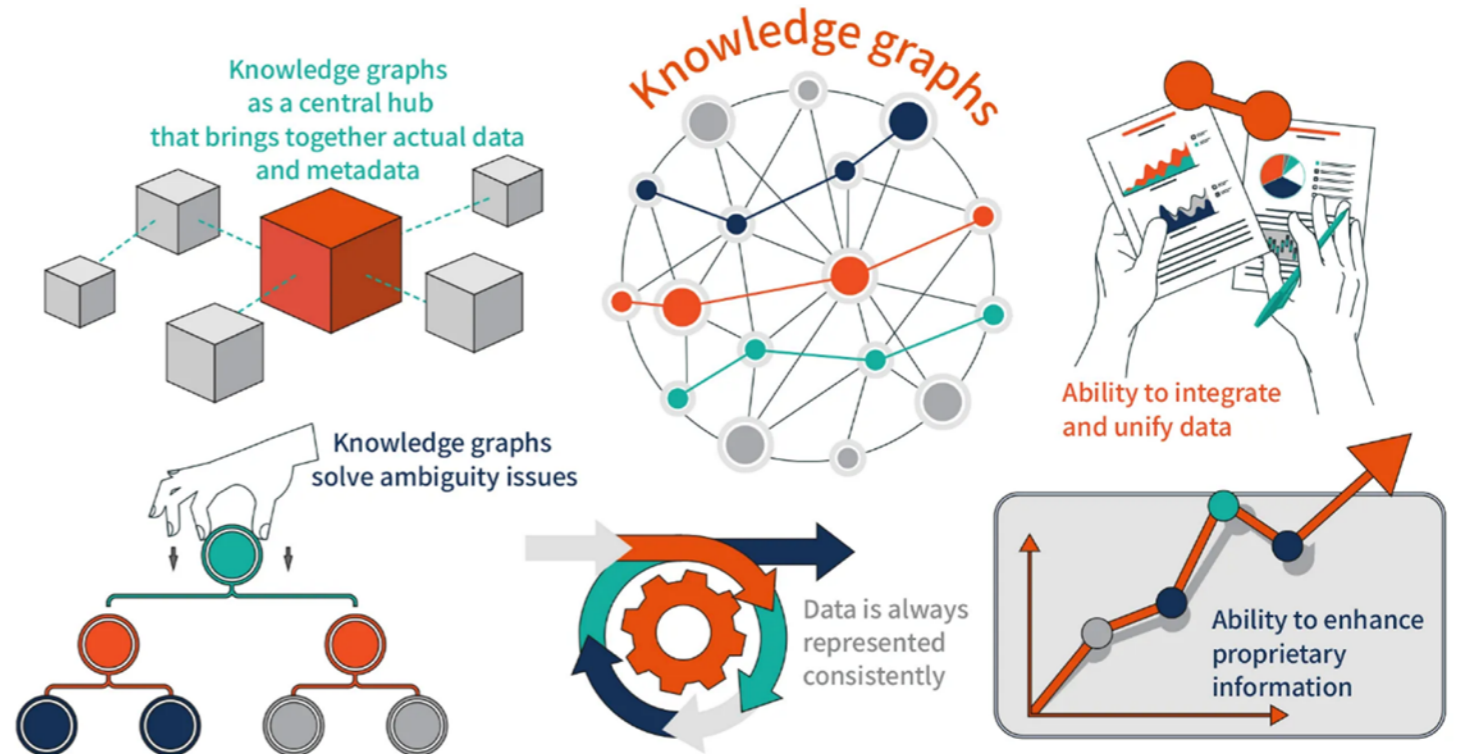 Knowledge graphs
as a central hub
that brings together actual data
and metadata
Knowledge graphs
Ability to integrate
and unify data
Knowledge graphs
solve ambiguity issues
Data is always
represented
consistently
Ability to enhance
proprietary
information